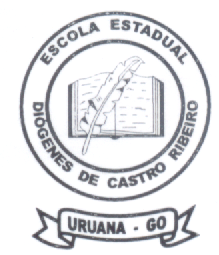 ESCOLA ESTADUAL
DIÓGENES DE CASTRO RIBEIRO
URUANA - GO